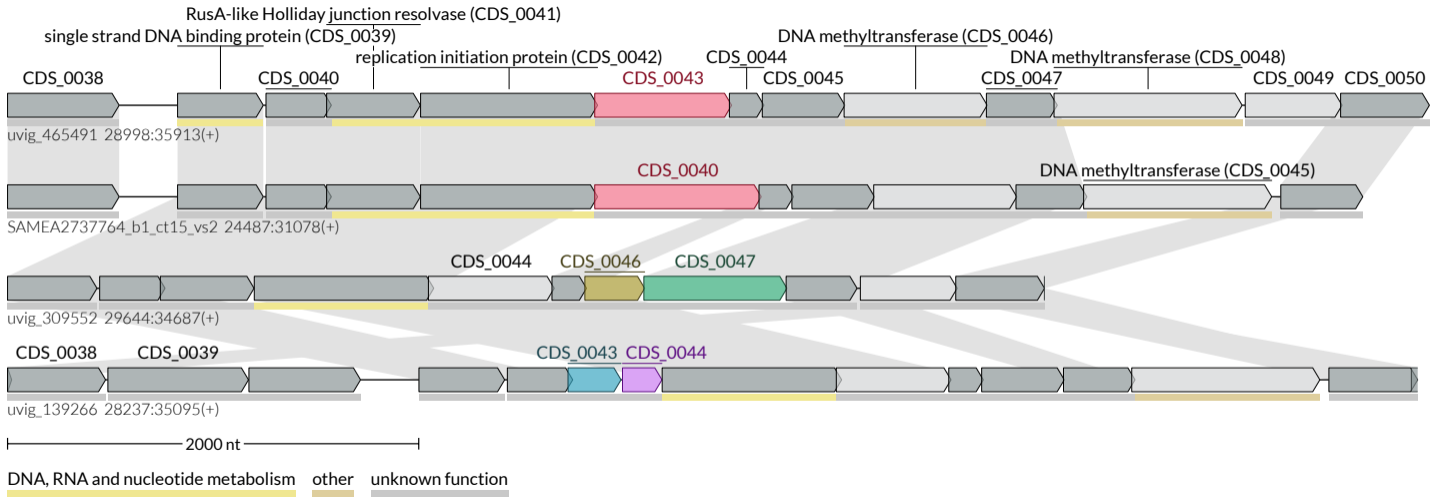 RusA-like Holliday junction resolvase (CDS_0041)
single strand DNA binding protein (CDS_0039)
DNA methyltransferase (CDS_0046)
replication initiation protein (CDS_0042)
CDS_0044
DNA methyltransferase (CDS_0048)
CDS_0038
CDS_0040
CDS_0043
CDS_0045
CDS_0047
CDS_0049
CDS_0050
uvig_465491 28998:35913(+)
CDS_0040
DNA methyltransferase (CDS_0045)
SAMEA2737764_b1_ct15_vs2 24487:31078(+)
CDS_0044
CDS_0046
CDS_0047
uvig_309552 29644:34687(+)
CDS_0038
CDS_0039
CDS_0043
CDS_0044
uvig_139266 28237:35095(+)
2000 nt
DNA, RNA and nucleotide metabolism
other
unknown function